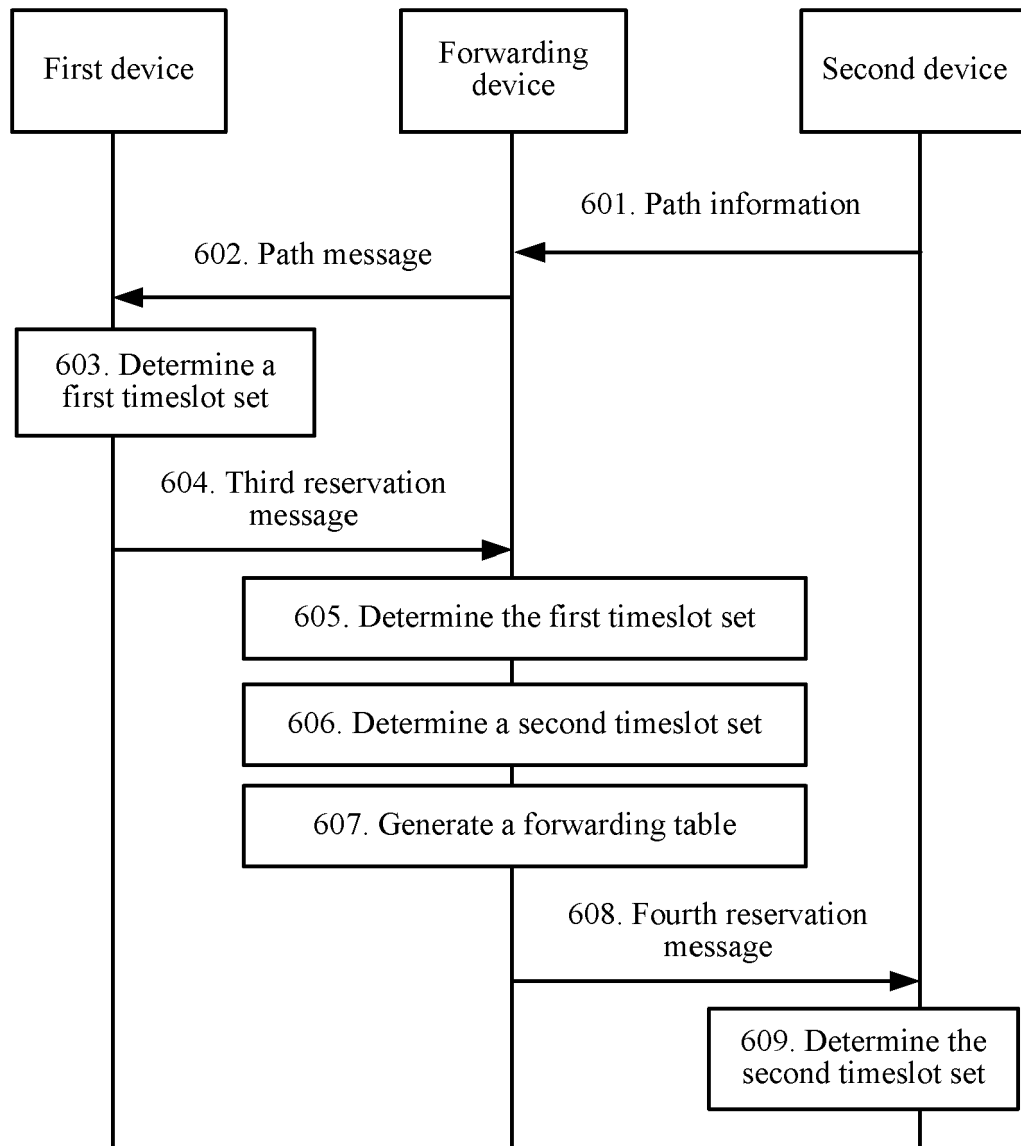 First device
Forwarding
device
Second device
601. Path information
602. Path message
603. Determine a
first timeslot set
604. Third reservation
message
605. Determine the first timeslot set
606. Determine a second timeslot set
607. Generate a forwarding table
608. Fourth reservation
message
609. Determine the
second timeslot set